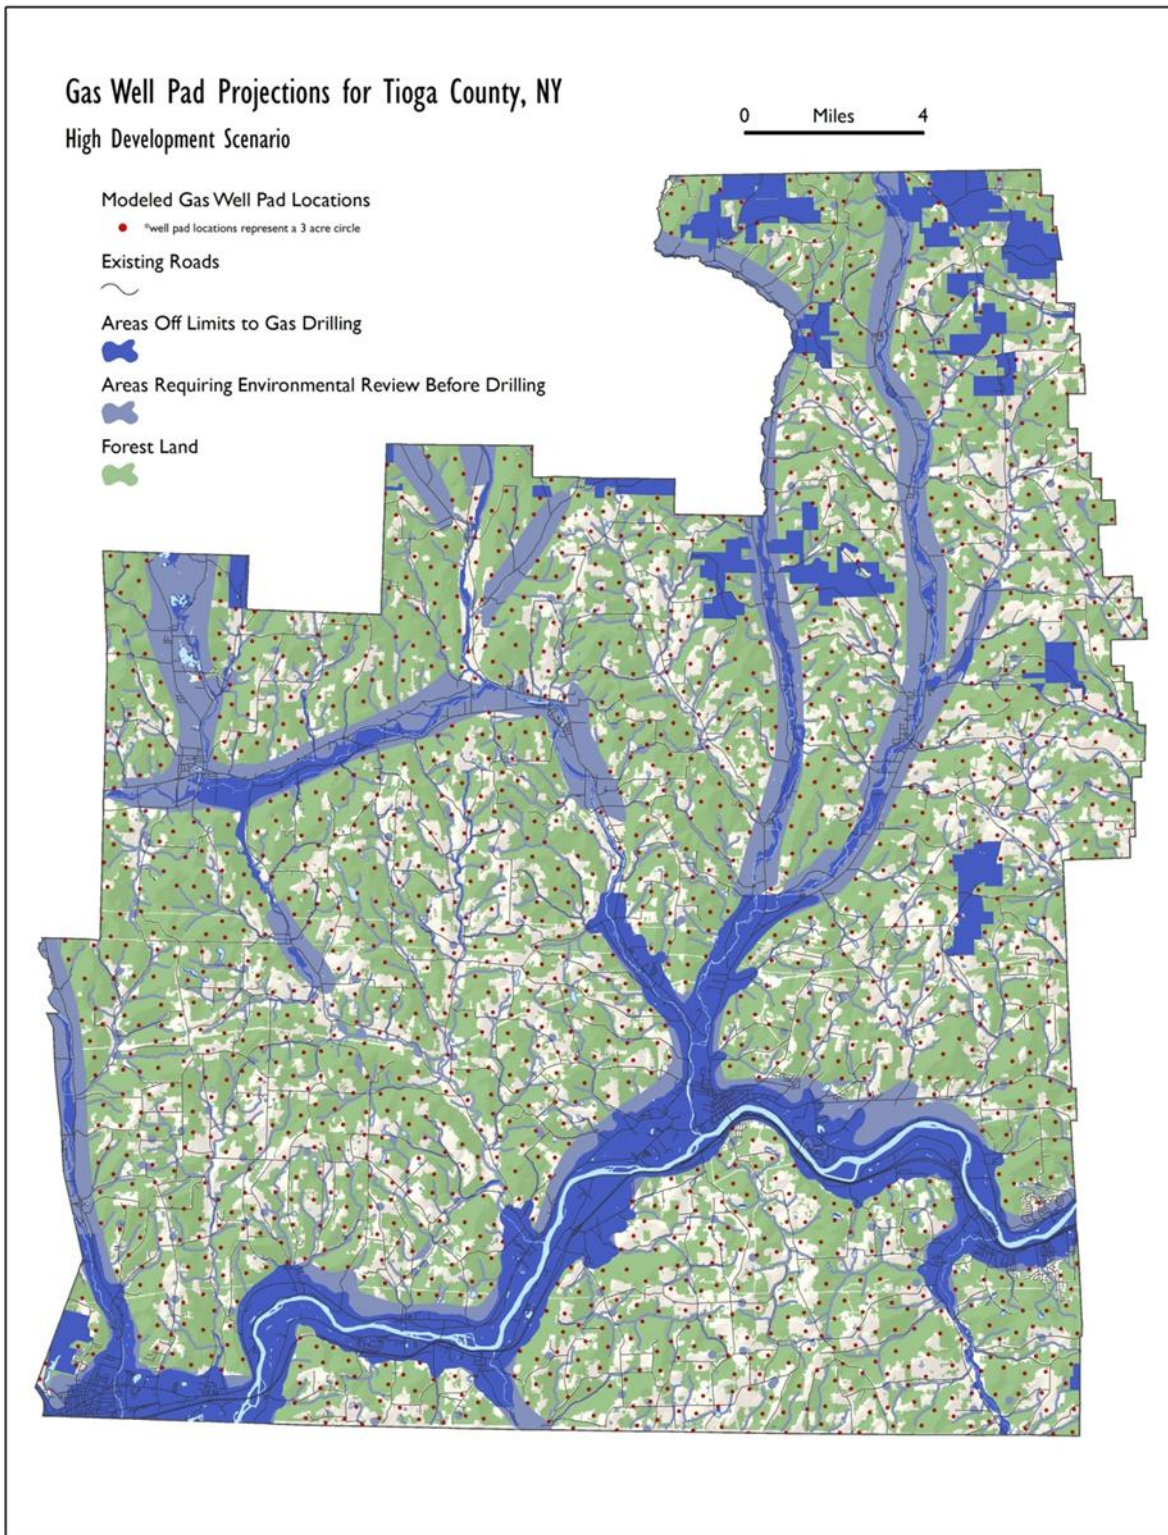 Gas Well Pad Projections for Tioga County, NY
High Development Scenario
0 Miles 4
Modeled Gas Well Pad Locations
*well pad locations represent a 3 acre circle
Existing Roads
Areas Off Limits to Gas Drilling
Areas Requiring Environmental Review Before Drilling
Forest Land